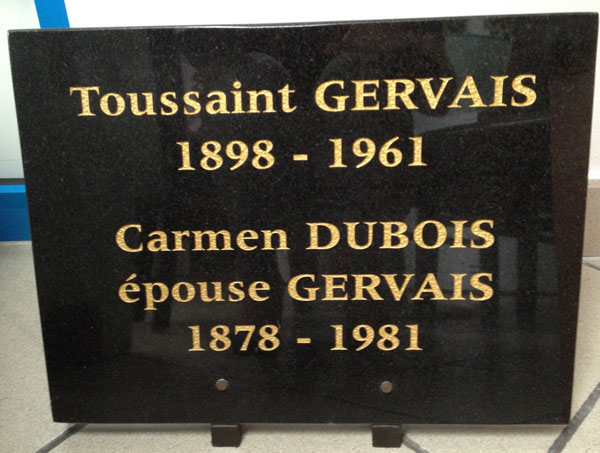 Toussaint GERVAIS
1898 - 1961
Carmen DUBOIS
épouse GERVAIS
1878 - 1981